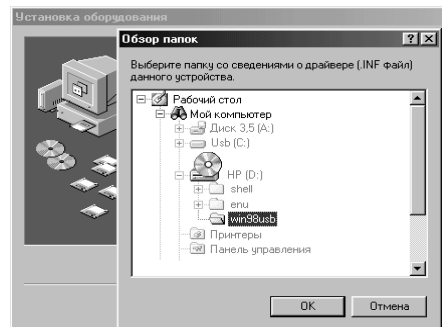 Установка оборудования
Обзор папок
Выберите папку со сведениями о драйвере (.INF файл)
данного устройства.
Рабочий стол
Мой компьютер
Диск 3,5 (A:)
Usb (C:)
HP (D:)
shell
enu
win98usb
Принтеры
Панель управления
OK
Отмена